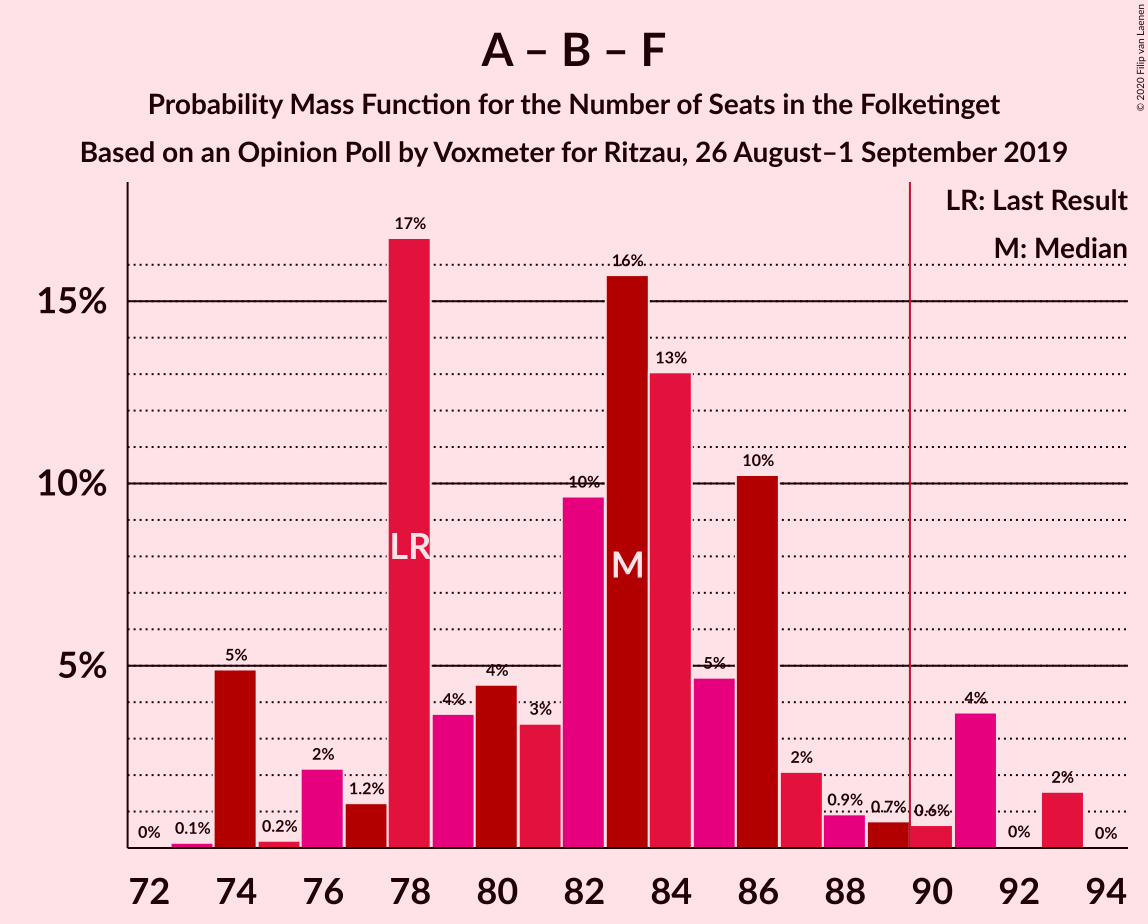 A – B – F
Probability Mass Function for the Number of Seats in the Folketinget
Based on an Opinion Poll by Voxmeter for Ritzau, 26 August–1 September 2019
© 2020 Filip van Laenen
LR: Last Result
M: Median
15%
10%
5%
0%
0.1%
5%
0.2%
2%
1.2%
17%
4%
4%
3%
10%
16%
13%
5%
10%
2%
0.9%
0.7%
0.6%
4%
0%
2%
0%
LR
M
72 74 76 78 80 82 84 86 88 90 92 94